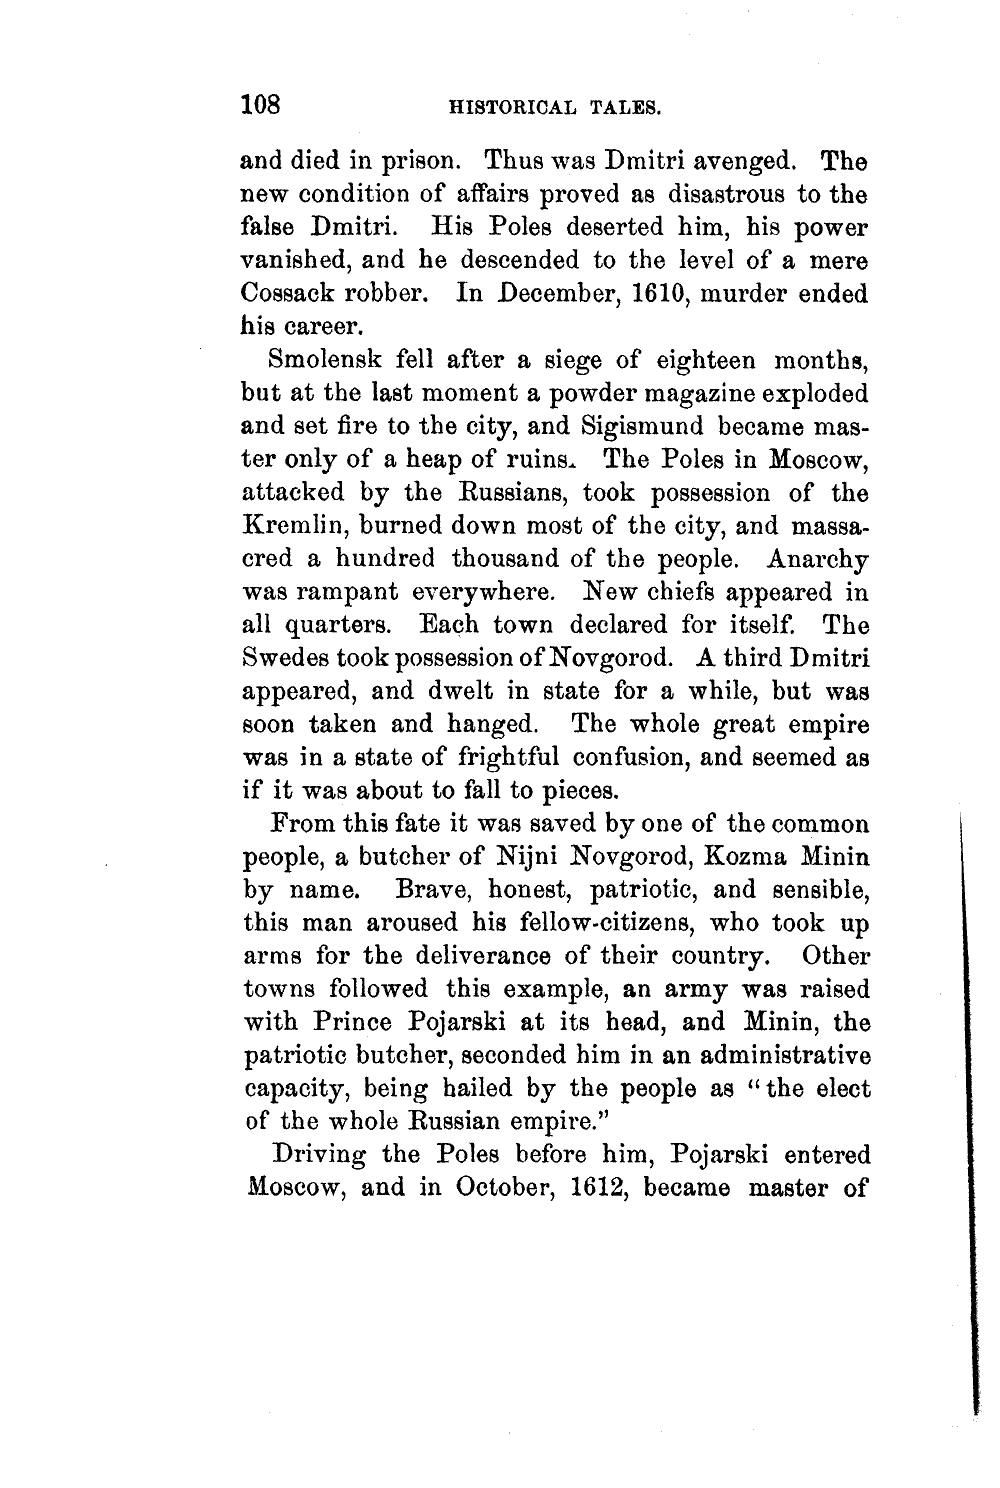 108 HISTORICAL TALES.
and died in prison. Thus was Dmitri avenged. The
new condition of affairs proved as disastrous to the
false Dmitri. His Poles deserted him, his power
vanished, and he descended to the level of a mere
Cossack robber. In December, 1610, murder ended
his career.
Smolensk fell after a siege of eighteen months,
but at the last moment a powder magazine exploded
and set fire to the city, and Sigismund became mas-
ter only of a heap of ruins. The Poles in Moscow,
attacked by the Russians, took possession of the
Kremlin, burned down most of the city, and massa-
cred a hundred thousand of the people. Anarchy
was rampant everywhere. New chiefs appeared in
all quarters. Each town declared for itself. The
Swedes took possession of Novgorod. A third Dmitri
appeared, and dwelt in state for a while, but was
soon taken and hanged. The whole great empire
was in a state of frightful confusion, and seemed as
if it was about to fall to pieces.
From this fate it was saved by one of the common
people, a butcher of Nijni Novgorod, Kozma Minin
by name. Brave, honest, patriotic, and sensible,
this man aroused his fellow-citizens, who took up
arms for the deliverance of their country. Other
towns followed this example, an army was raised
with Prince Pojarski at its head, and Minin, the
patriotic butcher, seconded him in an administrative
capacity, being hailed by the people as “the elect
of the whole Russian empire.”
Driving the Poles before him, Pojarski entered
Moscow, and in October, 1612, became master of